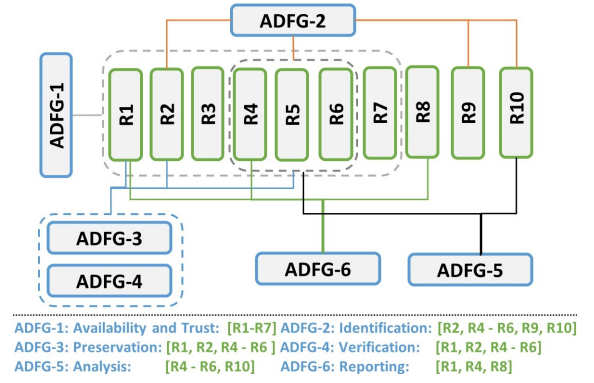 ADFG-2
ADFG-1
R1 R2 R3 R4 R5 R6 R7 R8 R9 R10
ADFG-3
ADFG-4
ADFG-6
ADFG-5
ADFG-1: Availability and Trust: [R1-R7] ADFG-2: Identification: [R2, R4 - R6, R9, R10]
ADFG-3: Preservation: [R1, R2, R4 - R6 ] ADFG-4: Verification: [R1, R2, R4 - R6]
ADFG-5: Analysis: [R4 - R6, R10] ADFG-6: Reporting: [R1, R4, R8]